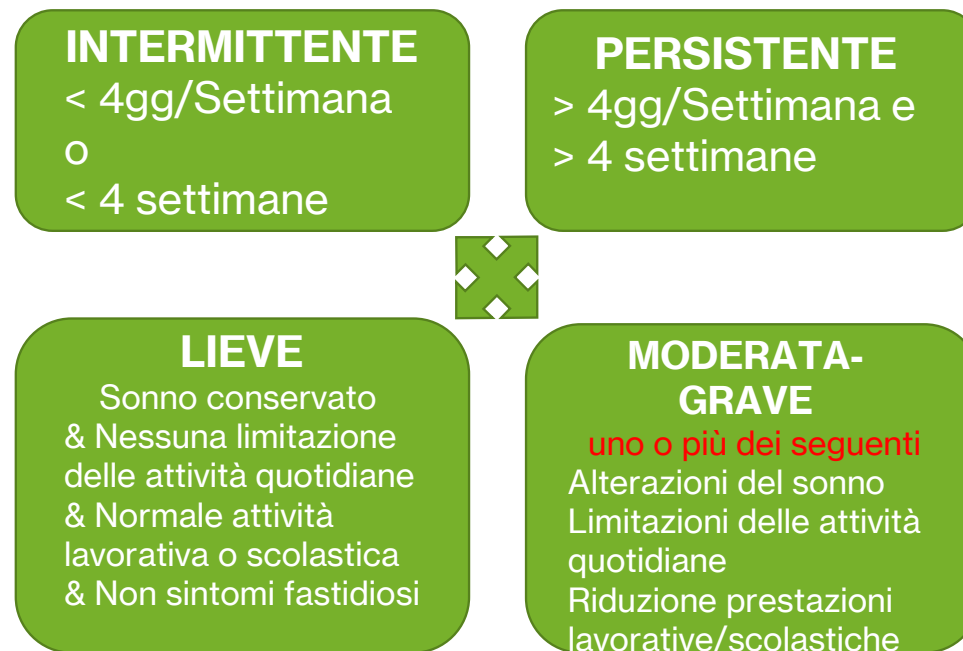 INTERMITTENTE
< 4gg/Settimana
o
< 4 settimane
PERSISTENTE
> 4gg/Settimana e
> 4 settimane
LIEVE
Sonno conservato
& Nessuna limitazione
delle attività quotidiane
& Normale attività
lavorativa o scolastica
& Non sintomi fastidiosi
MODERATA-
GRAVE
uno o più dei seguenti
Alterazioni del sonno
Limitazioni delle attività
quotidiane
Riduzione prestazioni
lavorative/scolastiche